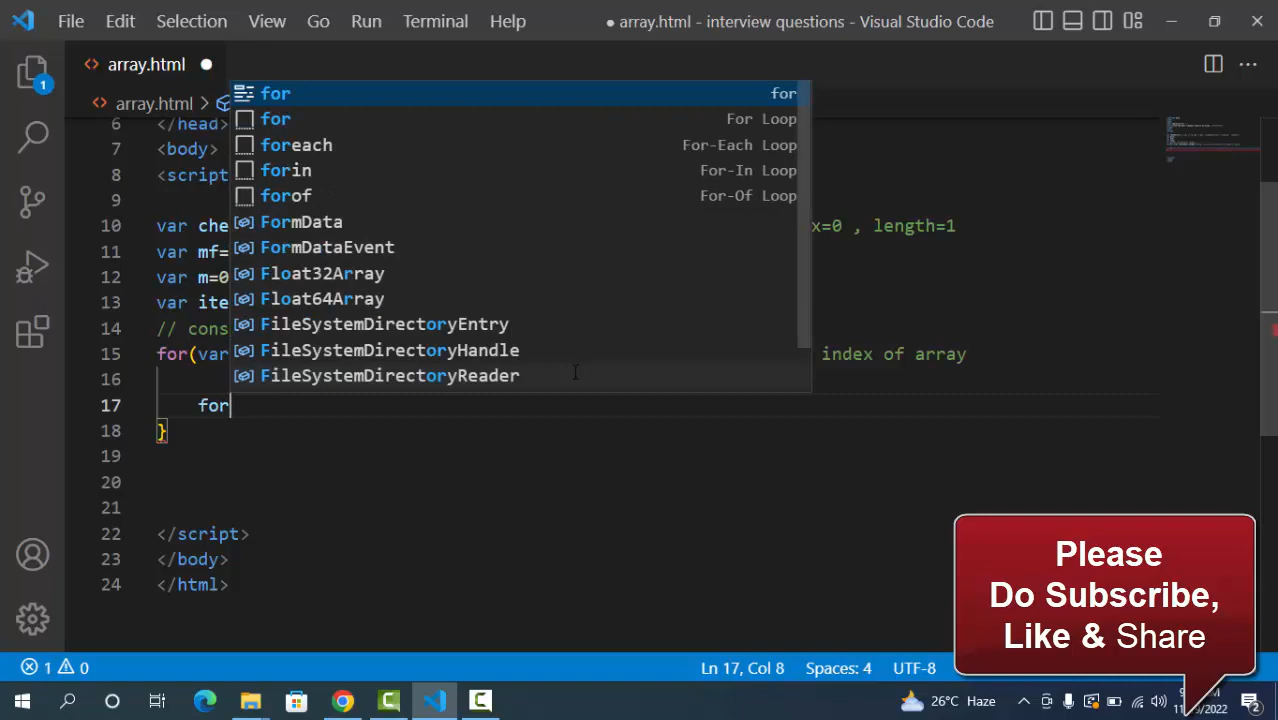 File Edit Selection View Go Run Terminal Help ● array.html - interview questions - Visual Studio Code
array.html
array.html >
for for
for For Loop
foreach For-Each Loop
forin For-In Loop
forof For-Of Loop
FormData
FormDataEvent
Float32Array
Float64Array
FileSystemDirectoryEntry
FileSystemDirectoryHandle
FileSystemDirectoryReader
6 </head>
7 <body>
8 <script
9
10 var che x=0 , length=1
11 var mf=
12 var m=0
13 var ite
14 // cons
15 for(var index of array
16
17 for
18 }
19
20
21
22 </script>
23 </body>
24 </html>
1
Please
Do Subscribe,
Like & Share
1 0 Ln 17, Col 8 Spaces: 4 UTF-8
26°C Haze
2